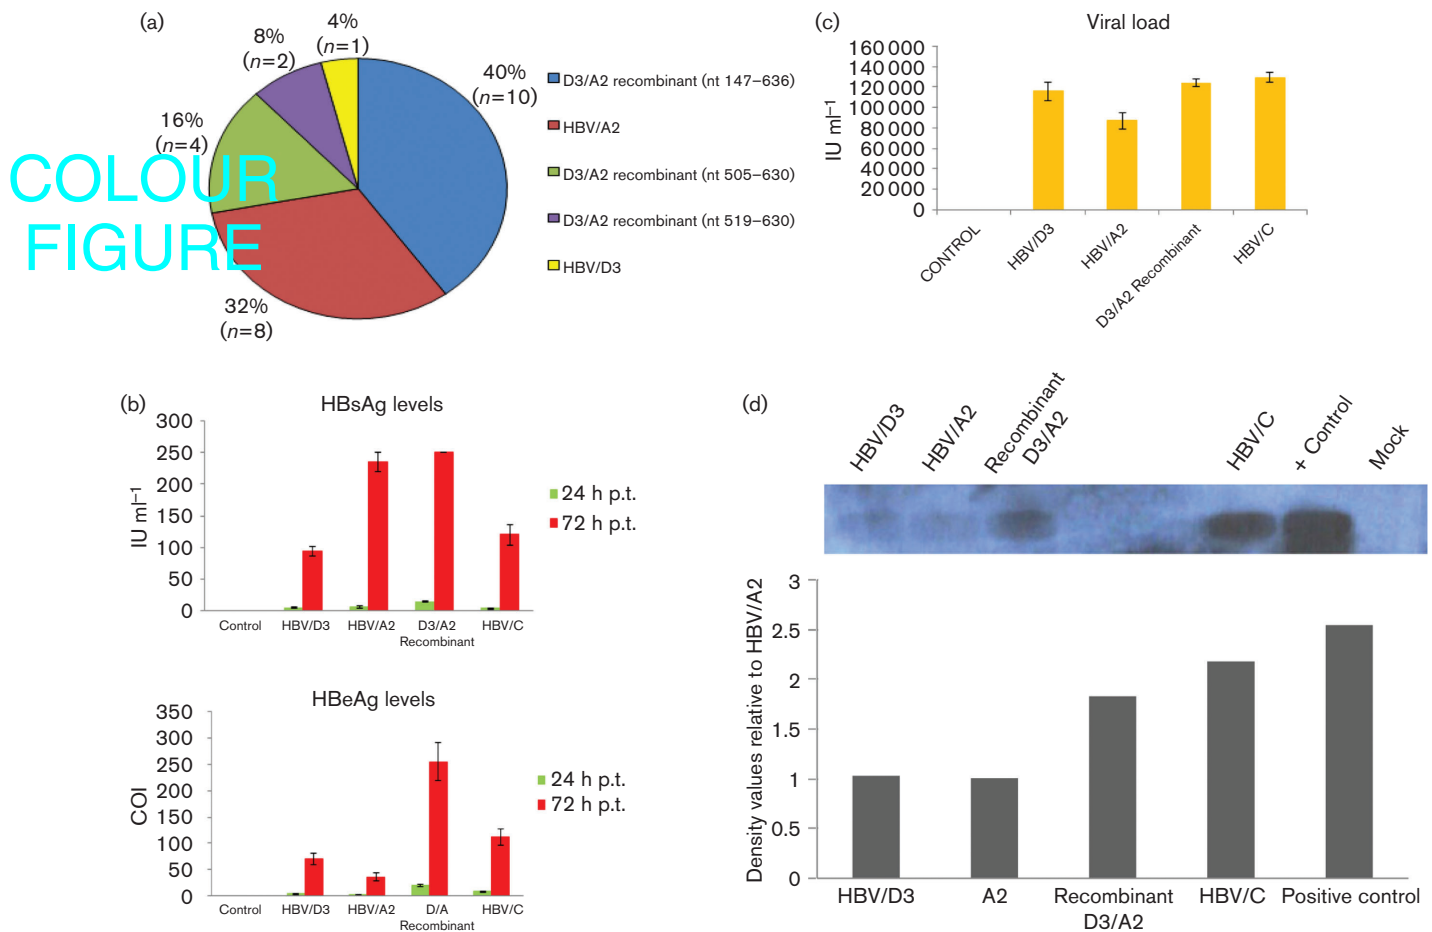 (a)
4%
(n=1)
8%
(n=2)
40%
(n=10)
16%
(n=4)
32%
(n=8)
D3/A2 recombinant (nt 147–636)
HBV/A2
D3/A2 recombinant (nt 505–630)
D3/A2 recombinant (nt 519–630)
HBV/D3
COLOUR
FIGURE
(c)
Viral load
IU ml–1
160 000
140 000
120 000
100 000
80 000
60 000
40 000
20 000
0
CONTROL
HBV/D3
HBV/A2
D3/A2 Recombinant
HBV/C
(b)
HBsAg levels
IU ml–1
300
250
200
150
100
50
0
Control
HBV/D3
HBV/A2
D3/A2
Recombinant
HBV/C
24 h p.t.
72 h p.t.
HBeAg levels
COI
350
300
250
200
150
100
50
0
Control
HBV/D3
HBV/A2
D/A
Recombinant
HBV/C
24 h p.t.
72 h p.t.
(d)
HBV/D3
HBV/A2
Recombinant
D3/A2
HBV/C
+ Control
Mock
Density values relative to HBV/A2
3
2.5
2
1.5
1
0.5
0
HBV/D3
A2
Recombinant
D3/A2
HBV/C
Positive control